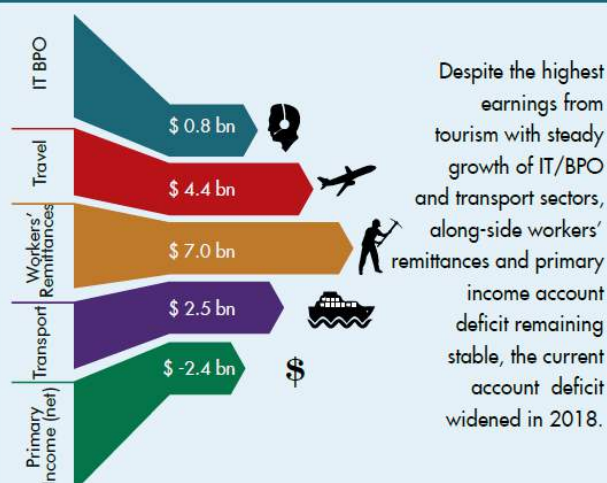 IT BPO
$ 0.8 bn
Travel
$ 4.4 bn
Workers'
Remittances
$ 7.0 bn
Transport
$ 2.5 bn
Primary
Income (net)
$ -2.4 bn
$
Despite the highest
earnings from
tourism with steady
growth of IT/BPO
and transport sectors,
along-side workers'
remittances and primary
income account
deficit remaining
stable, the current
account deficit
widened in 2018.